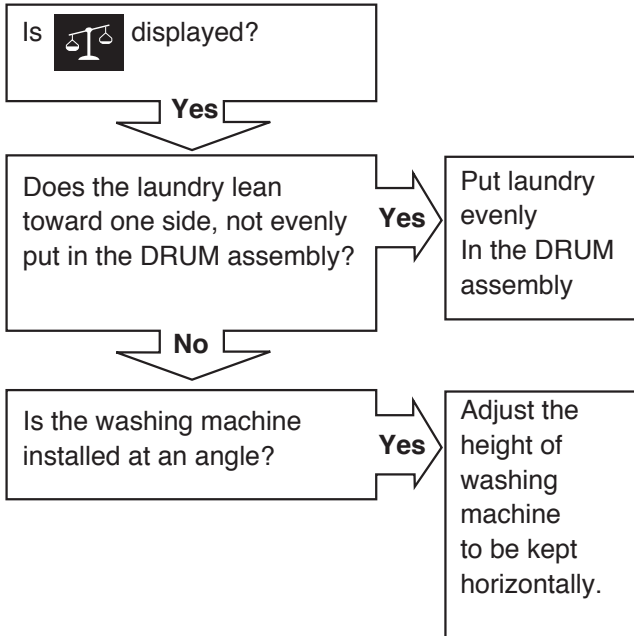 Is displayed?
Yes
Does the laundry lean
toward one side, not evenly
put in the DRUM assembly?
Yes
Put laundry
evenly
In the DRUM
assembly
No
Is the washing machine
installed at an angle?
Yes
Adjust the
height of
washing
machine
to be kept
horizontally.